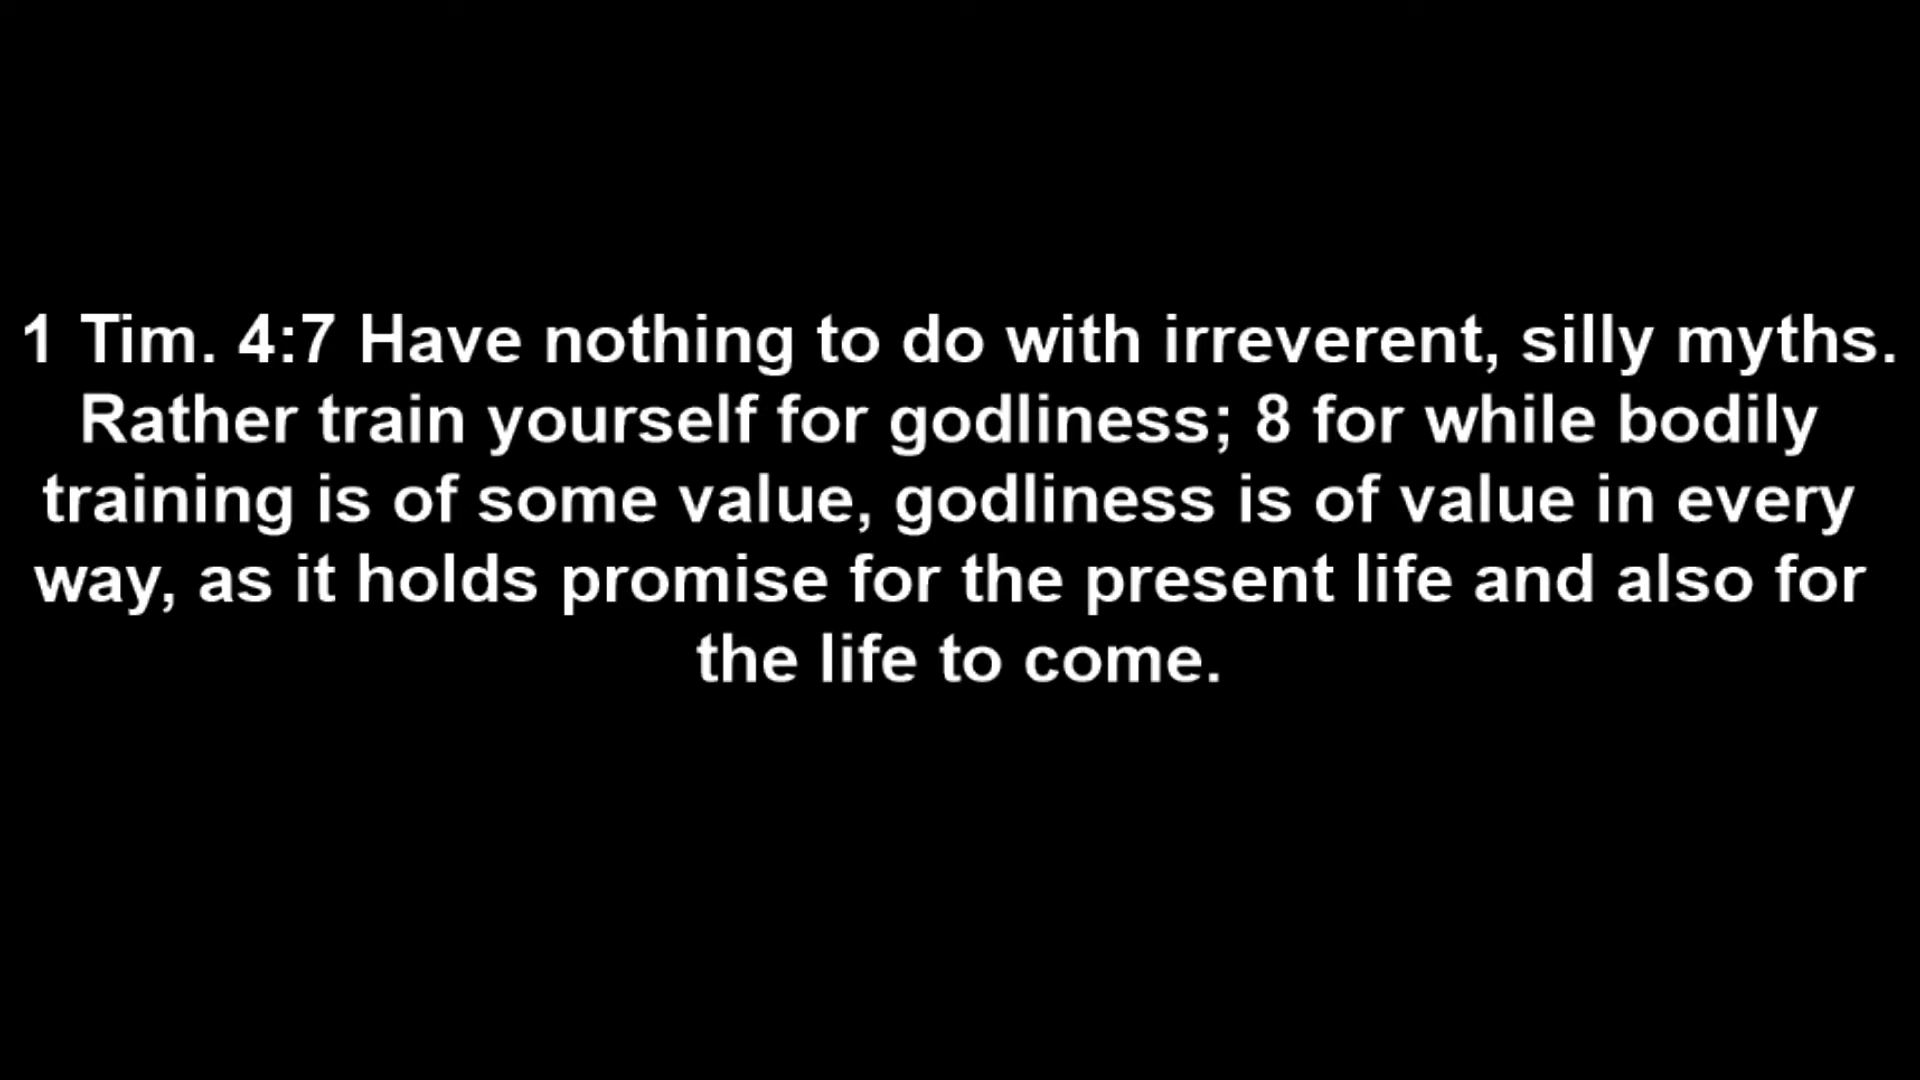 1 Tim. 4:7 Have nothing to do with irreverent, silly myths.
Rather train yourself for godliness; 8 for while bodily
training is of some value, godliness is of value in every
way, as it holds promise for the present life and also for
the life to come.